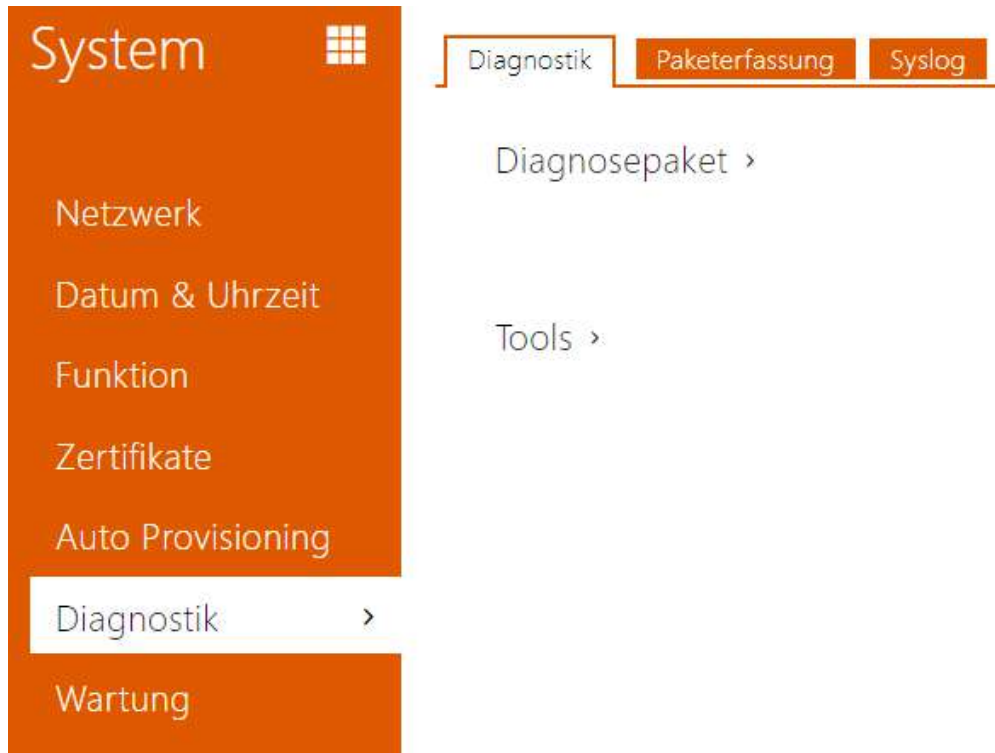 System
Netzwerk
Datum & Uhrzeit
Funktion
Zertifikate
Auto Provisioning
Diagnostik >
Wartung
Diagnostik Paketerfassung Syslog
Diagnosepaket >
Tools >